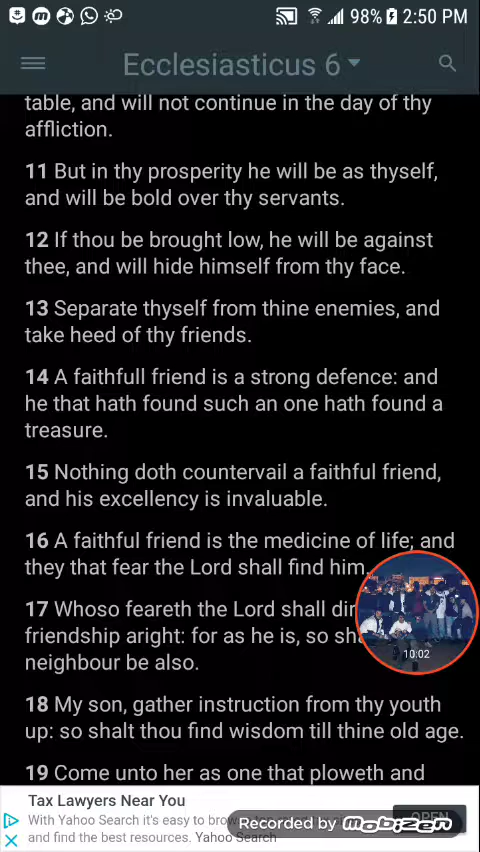 98% 2:50 PM
Ecclesiasticus 6
table, and will not continue in the day of thy
affliction.
11 But in thy prosperity he will be as thyself,
and will be bold over thy servants.
12 If thou be brought low, he will be against
thee, and will hide himself from thy face.
13 Separate thyself from thine enemies, and
take heed of thy friends.
14 A faithfull friend is a strong defence: and
he that hath found such an one hath found a
treasure.
15 Nothing doth countervail a faithful friend,
and his excellency is invaluable.
16 A faithful friend is the medicine of life; and
they that fear the Lord shall find him.
17 Whoso feareth the Lord shall dir
friendship aright: for as he is, so sha
neighbour be also.
10:02
18 My son, gather instruction from thy youth
up: so shalt thou find wisdom till thine old age.
19 Come unto her as one that ploweth and
Tax Lawyers Near You
With Yahoo Search it's easy to brow
and find the best resources. Yahoo Search
OPEN
Recorded by Mobizen